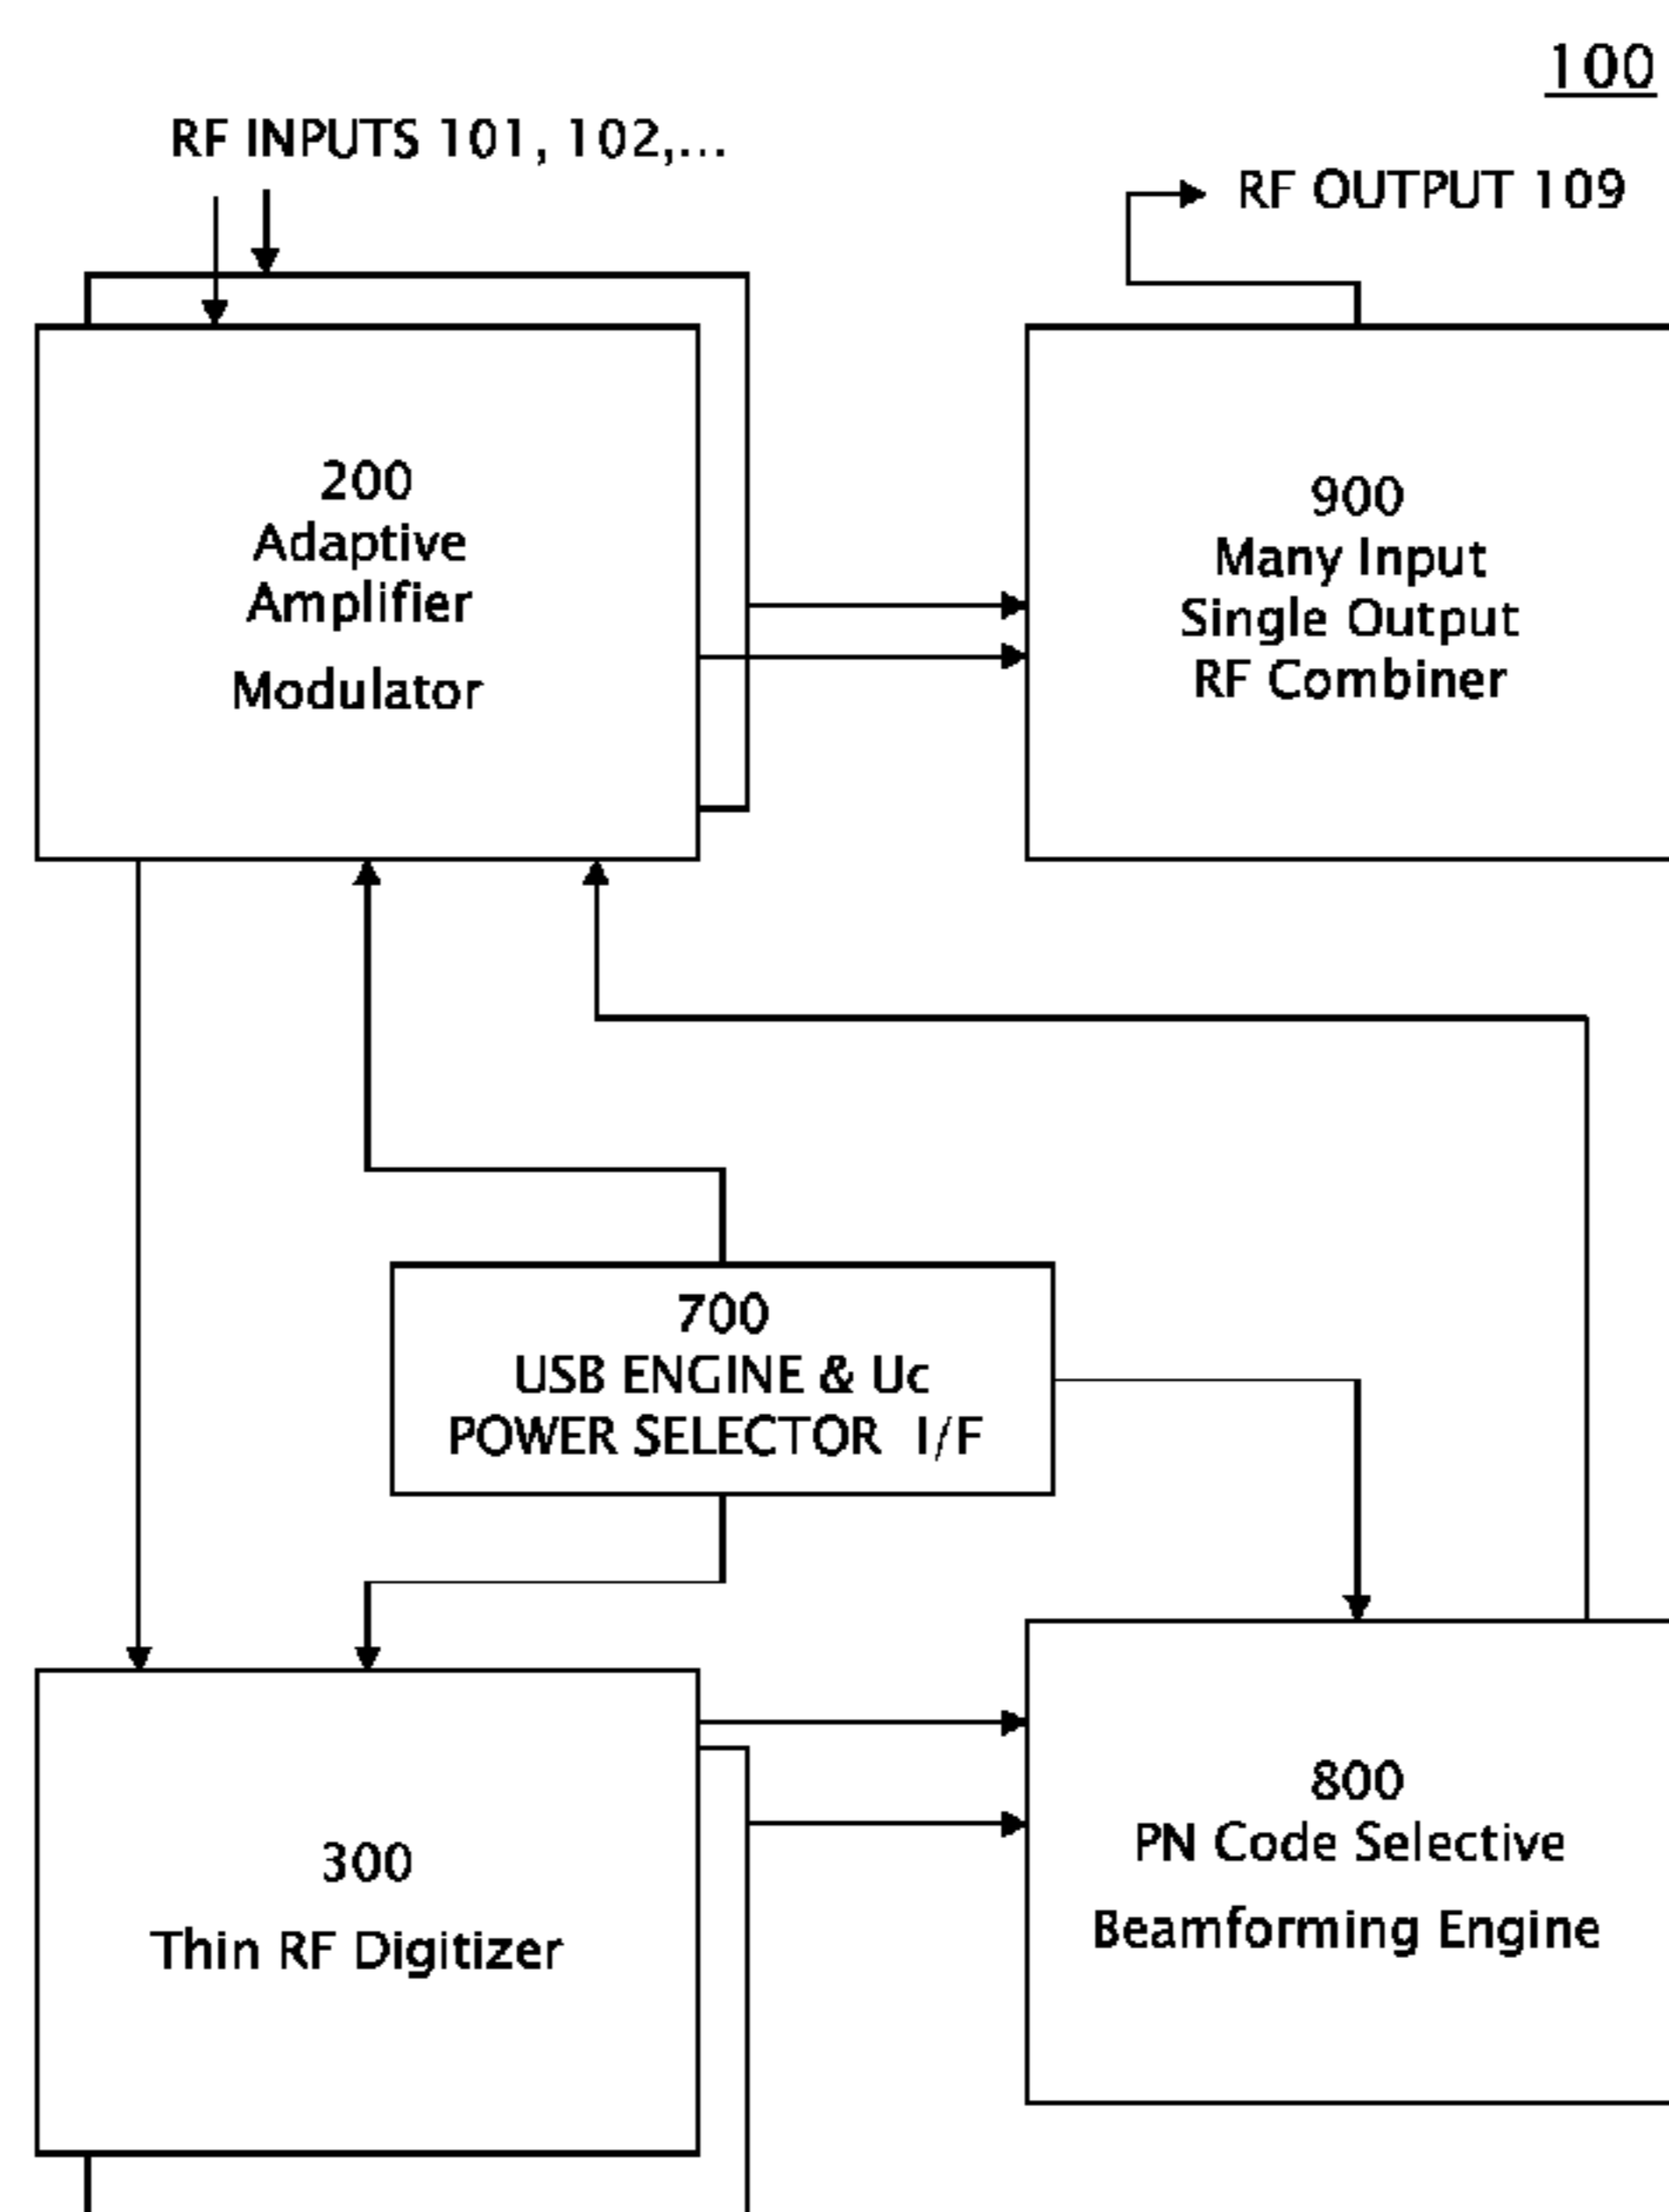 100
RF INPUTS 101, 102,...
RF OUTPUT 109
200
Adaptive
Amplifier
Modulator
900
Many Input
Single Output
RF Combiner
700
USB ENGINE & Uc
POWER SELECTOR I/F
300
Thin RF Digitizer
800
PN Code Selective
Beamforming Engine